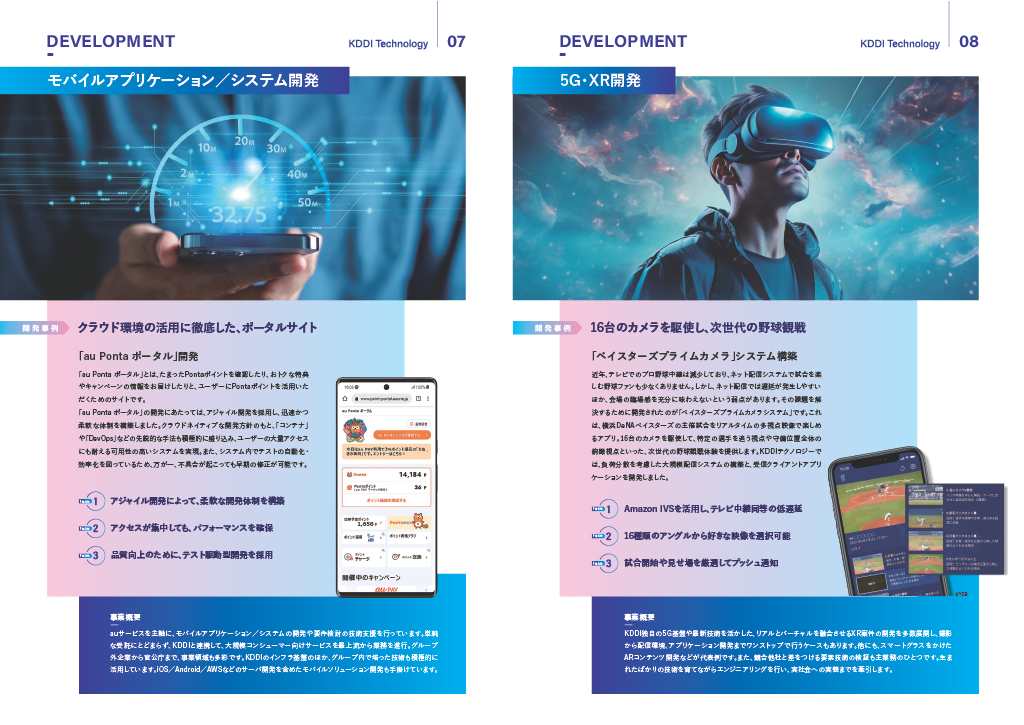 DEVELOPMENT
KDDI Technology 07
モバイルアプリケーション／システム開発
1M
2M
10M
20M
30M
40M
50M
32.75
開発事例
クラウド環境の活用に徹底した、ポータルサイト
「au Ponta ポータル」開発
「au Ponta ポータル」とは、たまったPontaポイントを確認したり、おトクな特典
やキャンペーンの情報をお届けしたりと、ユーザーにPontaポイントを活用いた
だくためのサイトです。
「au Ponta ポータル」の開発にあたっては、アジャイル開発を採用し、迅速かつ
柔軟な体制を構築しました。クラウドネイティブな開発方針のもと、「コンテナ」
や「DevOps」などの先鋭的な手法も積極的に盛り込み、ユーザーの大量アクセス
にも耐える可用性の高いシステムを実現。また、システム内でテストの自動化・
効率化を図っているため、万が一、不具合が起こっても早期の修正が可能です。
1 アジャイル開発によって、柔軟な開発体制を構築
2 アクセスが集中しても、パフォーマンスを確保
3 品質向上のために、テスト駆動型開発を採用
au Ponta ポータル
Ponta 14,184 P
Pontaポイント
36 P
1,656 P
開催中のキャンペーン
au PAY
事業概要
auサービスを主軸に、モバイルアプリケーション／システムの開発や要件検討の技術支援を行っています。単純
な受託にとどまらず、KDDIと連携して、大規模コンシューマー向けサービスを最上流から業務を遂行。グループ
外企業から官公庁まで、事業領域も多彩です。KDDIのインフラ基盤のほか、グループ内で培った技術も積極的に
活用しています。iOS／Android／AWSなどのサーバ開発を含めたモバイルソリューション開発も手掛けています。
DEVELOPMENT
KDDI Technology 08
5G・XR開発
開発事例
16台のカメラを駆使し、次世代の野球観戦
「ベイスターズプライムカメラ」システム構築
近年、テレビでのプロ野球中継は減少しており、ネット配信システムで試合を楽
しむ野球ファンも少なくありません。しかし、ネット配信では遅延が発生しやすい
ほか、会場の臨場感を充分に味わえないという弱点があります。その課題を解
決するために開発されたのが「ベイスターズプライムカメラシステム」です。これ
は、横浜DeNAベイスターズの主催試合をリアルタイムの多視点映像で楽しめ
るアプリ。16台のカメラを駆使して、特定の選手を追う視点や守備位置全体の
俯瞰視点といった、次世代の野球観戦体験を提供します。KDDIテクノロジーで
は、負荷分散を考慮した大規模配信システムの構築と、受信クライアントアプリ
ケーションを開発しました。
1 Amazon IVSを活用し、テレビ中継同等の低遅延
2 16種類のアングルから好きな映像を選択可能
3 試合開始や見せ場を厳選してプッシュ通知
事業概要
KDDI独自の5G基盤や最新技術を活かした、リアルとバーチャルを融合させるXR案件の開発を多数展開し、撮影
から配信環境、アプリケーション開発までワンストップで行うケースもあります。他にも、スマートグラスをかけた
ARコンテンツ開発などが代表例です。また、競合他社と差をつける要素技術の検証も主業務のひとつです。生ま
れたばかりの技術を育てながらエンジニアリングを行い、実社会への実装までを牽引します。